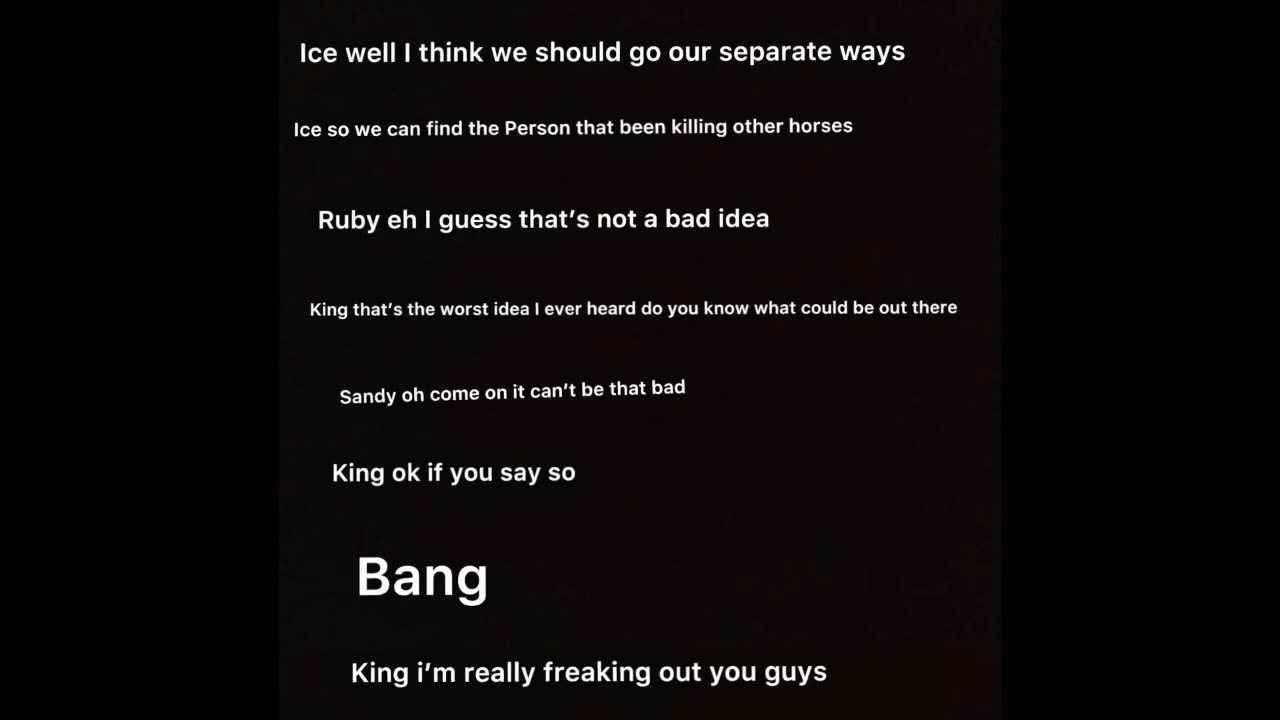 Ice well I think we should go our separate ways
Ice so we can find the Person that been killing other horses
Ruby eh I guess that’s not a bad idea
King that’s the worst idea I ever heard do you know what could be out there
Sandy oh come on it can’t be that bad
King ok if you say so
Bang
King i’m really freaking out you guys